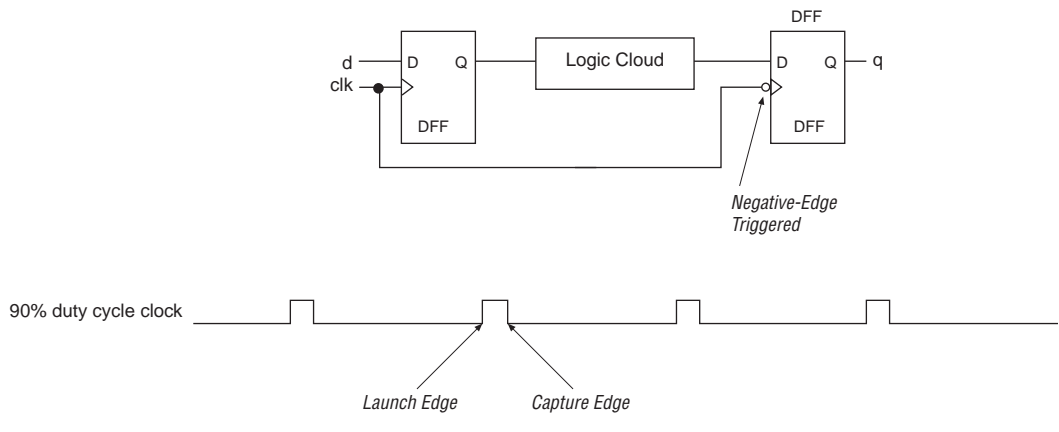 DFF
d
D
Q
Logic Cloud
D
Q
q
clk
DFF
DFF
Negative-Edge
Triggered
90% duty cycle clock
Launch Edge
Capture Edge